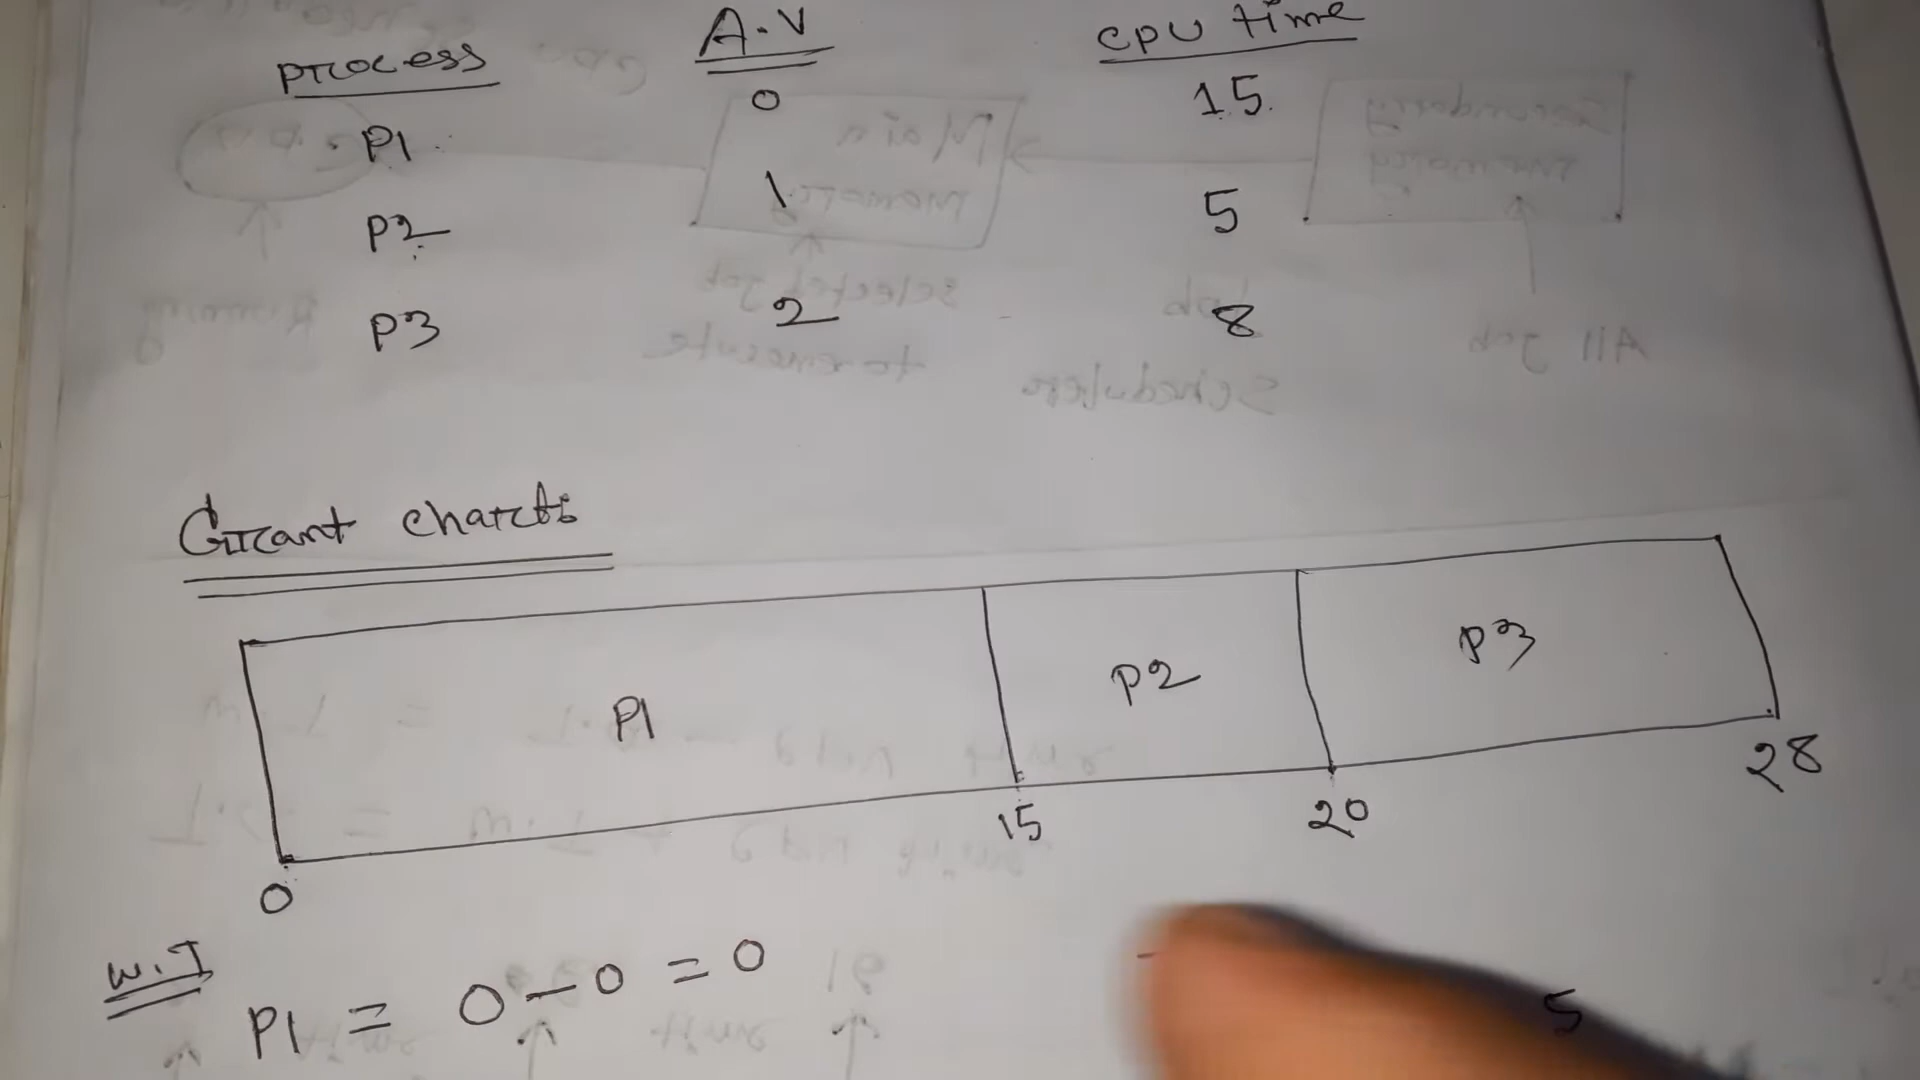 Process A.V CPU time
P1 0 15
P2 1 5
P3 2 8
Grant charts
P1 P2 P3
0 15 20 28
W.T
P1 = 0 - 0 = 0
5